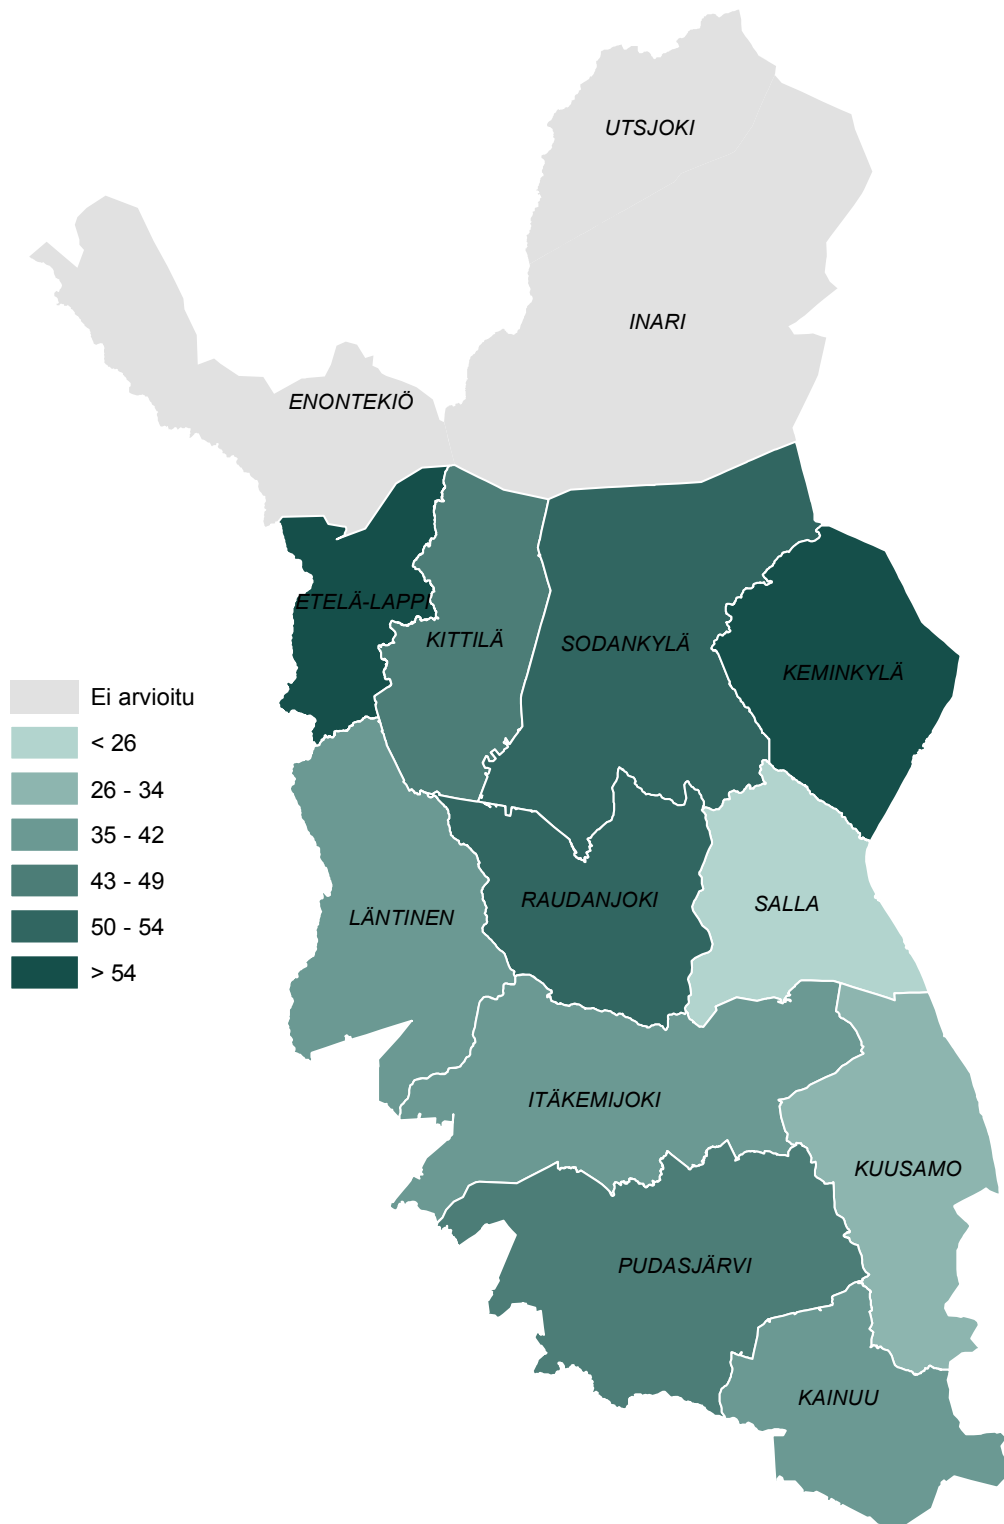 UTSJOKI
INARI
ENONTEKIÖ
ETELÄ-LAPPI
KITTILÄ
SODANKYLÄ
KEMINKYLÄ
Ei arvioitu
< 26
26 - 34
35 - 42
43 - 49
50 - 54
> 54
RAUDANJOKI
SALLA
LÄNTINEN
ITÄKEMIJOKI
KUUSAMO
PUDASJÄRVI
KAINUU